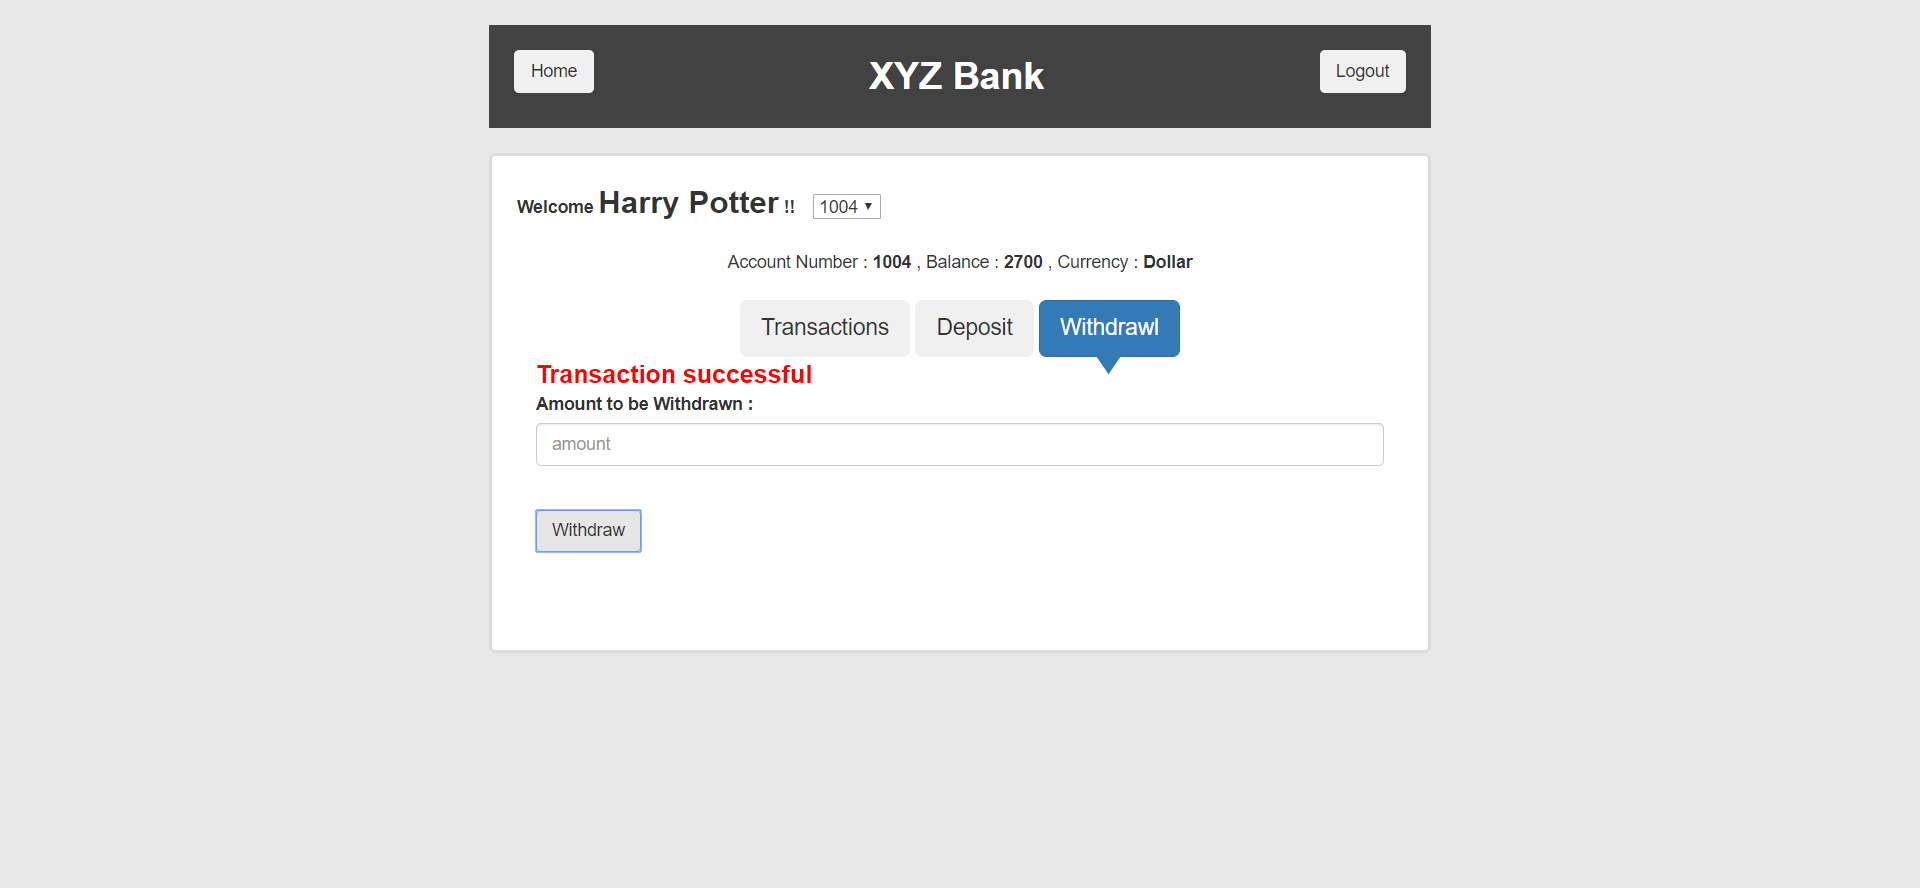 Home XYZ Bank Logout
Welcome Harry Potter !! 1004
Account Number : 1004 , Balance : 2700 , Currency : Dollar
Transactions Deposit Withdrawl
Transaction successful
Amount to be Withdrawn :
amount
Withdraw